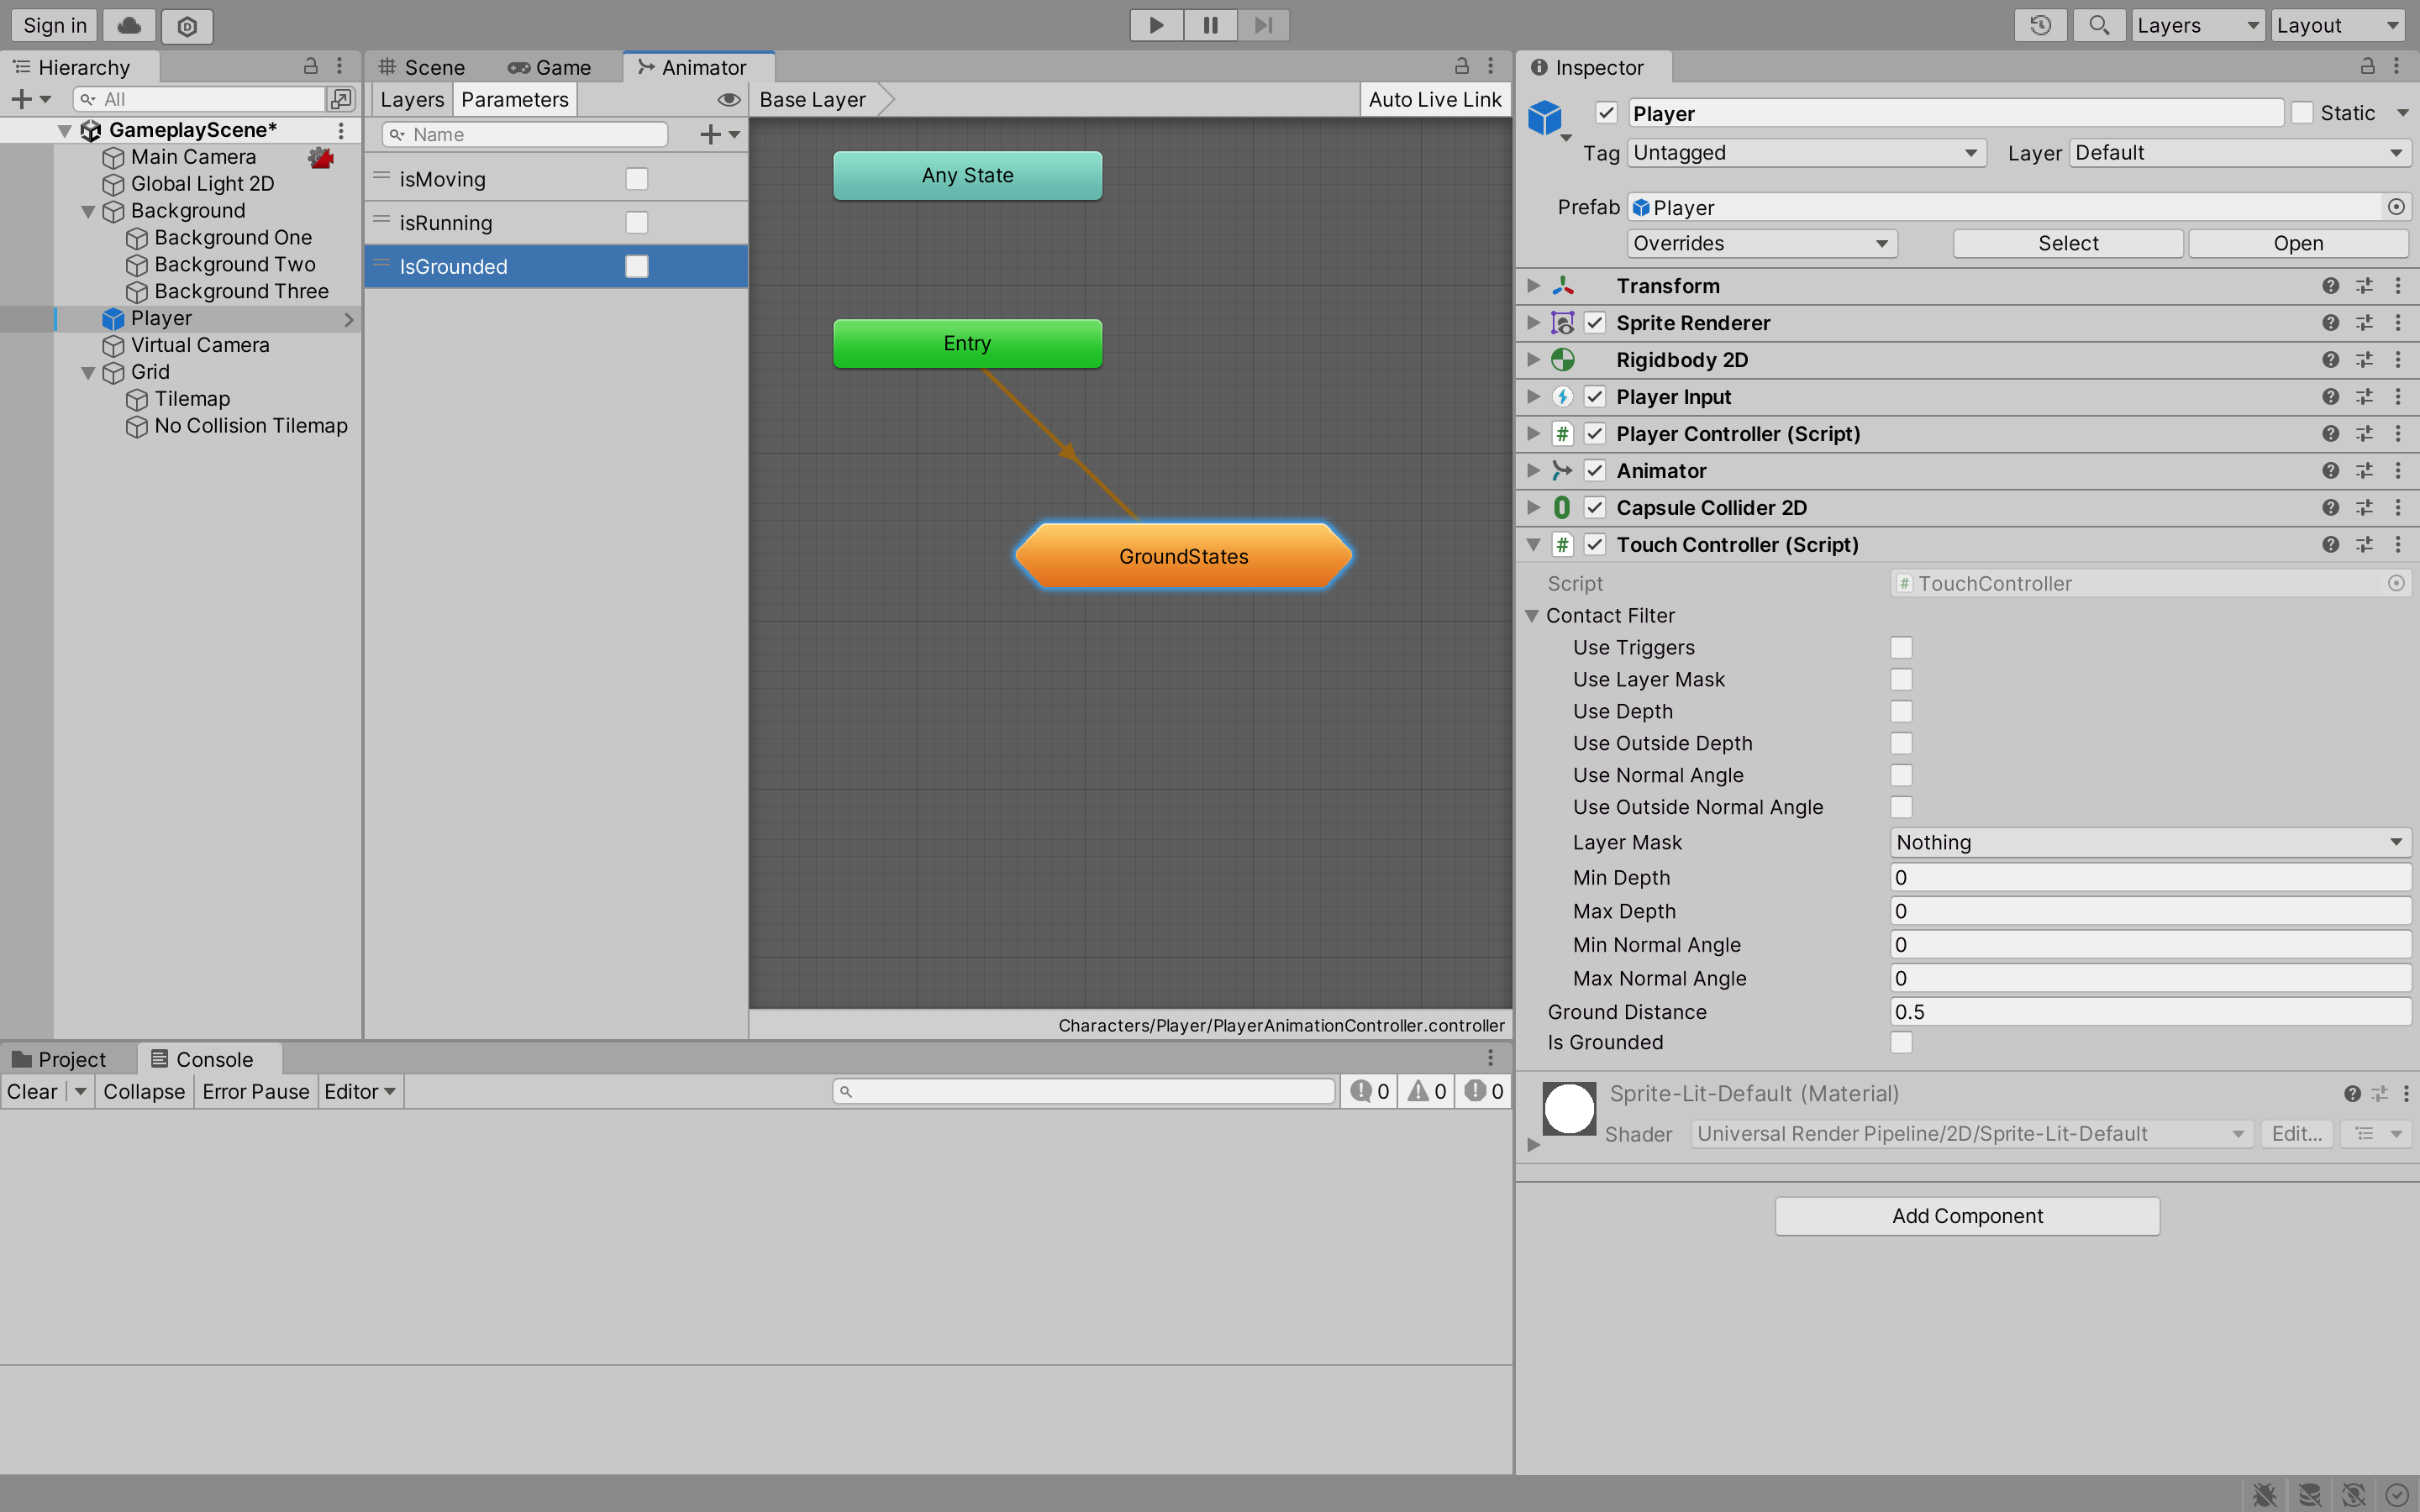 Sign in
Layers
Layout
Hierarchy
All
GameplayScene*
Main Camera
Global Light 2D
Background
Background One
Background Two
Background Three
Player
Virtual Camera
Grid
Tilemap
No Collision Tilemap
Scene
Game
Animator
Layers
Parameters
Base Layer
Auto Live Link
Name
isMoving
isRunning
IsGrounded
Any State
Entry
GroundStates
Characters/Player/PlayerAnimationController.controller
Project
Console
Clear
Collapse
Error Pause
Editor
0
0
0
Inspector
Player
Static
Tag
Untagged
Layer
Default
Prefab
Player
Overrides
Select
Open
Transform
Sprite Renderer
Rigidbody 2D
Player Input
# Player Controller (Script)
Animator
Capsule Collider 2D
# Touch Controller (Script)
Script
# TouchController
Contact Filter
Use Triggers
Use Layer Mask
Use Depth
Use Outside Depth
Use Normal Angle
Use Outside Normal Angle
Layer Mask
Nothing
Min Depth
0
Max Depth
0
Min Normal Angle
0
Max Normal Angle
0
Ground Distance
0.5
Is Grounded
Sprite-Lit-Default (Material)
Shader
Universal Render Pipeline/2D/Sprite-Lit-Default
Edit...
Add Component